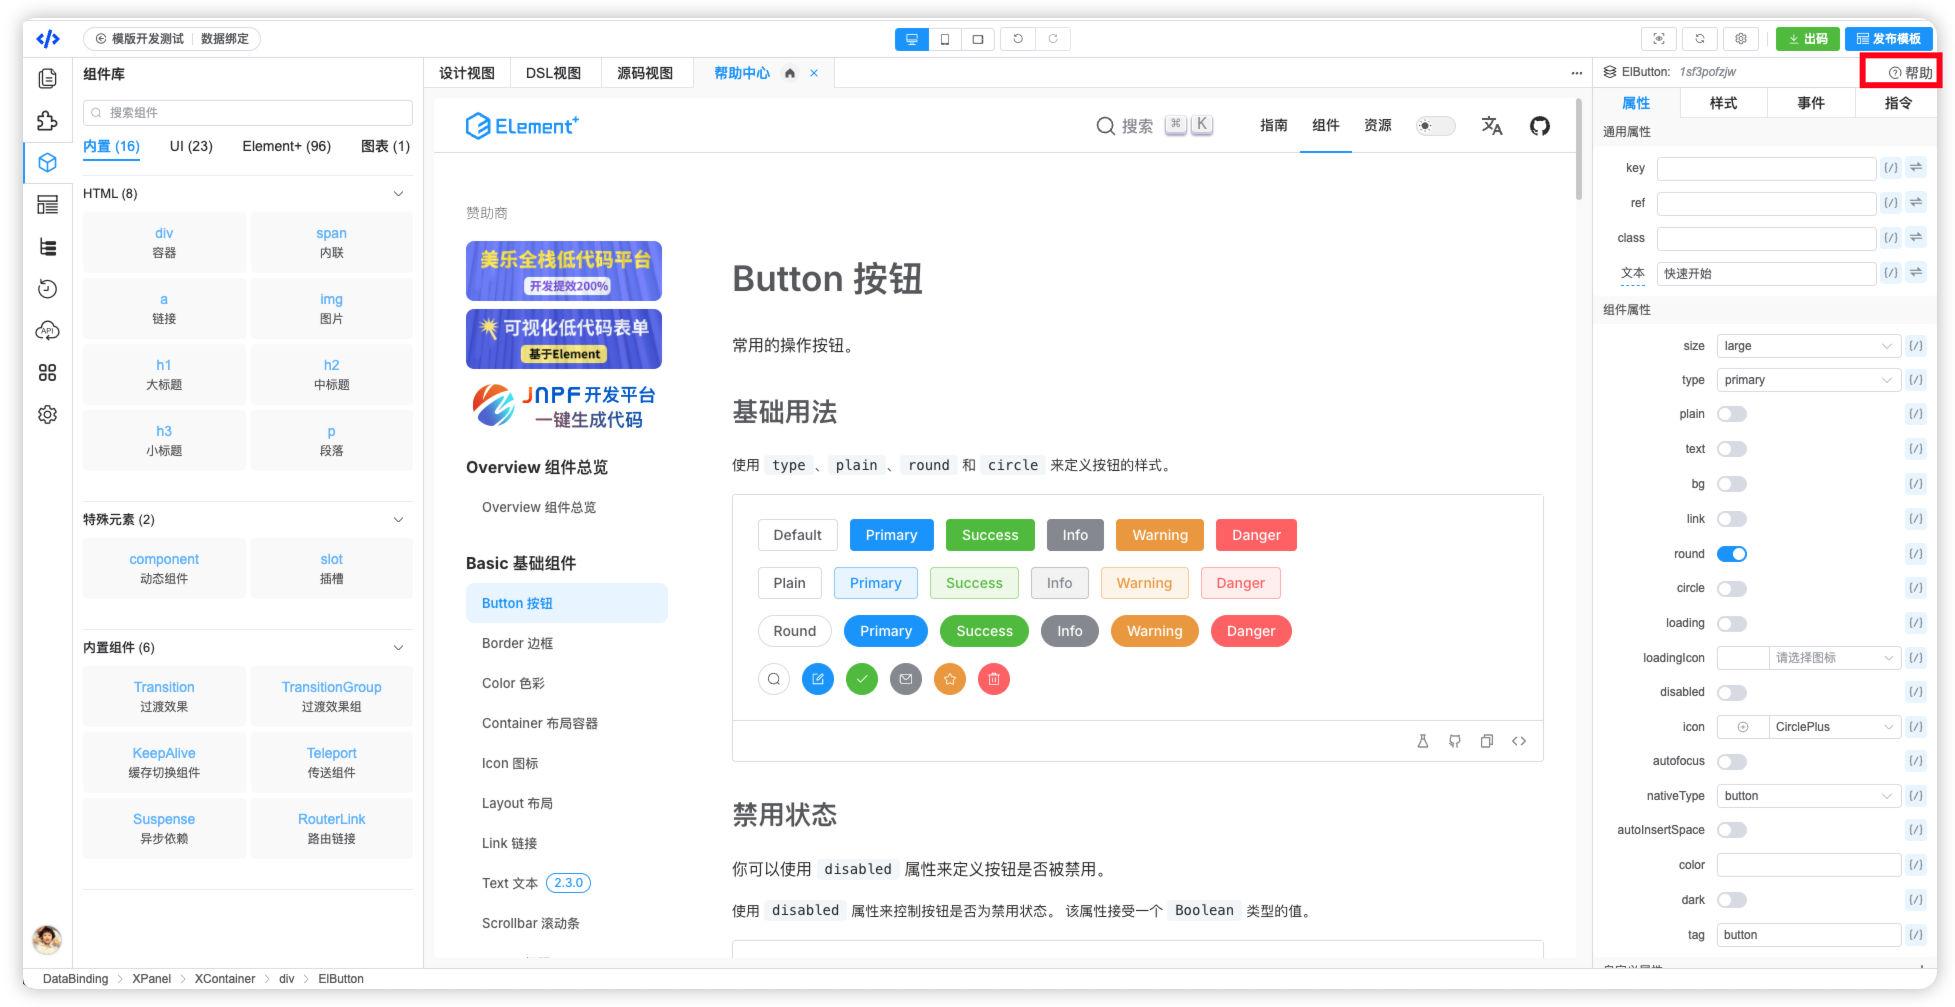 模版开发测试 数据绑定
出码 发布模板
组件库
搜索组件
内置 (16) UI (23) Element+ (96) 图表 (1)
HTML (8)
div
容器
span
内联
a
链接
img
图片
h1
大标题
h2
中标题
h3
小标题
p
段落
特殊元素 (2)
component
动态组件
slot
插槽
内置组件 (6)
Transition
过渡效果
TransitionGroup
过渡效果组
KeepAlive
缓存切换组件
Teleport
传送组件
Suspense
异步依赖
RouterLink
路由链接
设计视图 DSL视图 源码视图 帮助中心
Element+
搜索 ⌘ K
指南 组件 资源
赞助商
美乐全栈低代码平台
开发提效200%
可视化低代码表单
基于Element
JNPF开发平台
一键生成代码
Overview 组件总览
Overview 组件总览
Basic 基础组件
Button 按钮
Border 边框
Color 色彩
Container 布局容器
Icon 图标
Layout 布局
Link 链接
Text 文本 2.3.0
Scrollbar 滚动条
Button 按钮
常用的操作按钮。
基础用法
使用 type 、 plain 、 round 和 circle 来定义按钮的样式。
Default Primary Success Info Warning Danger
Plain Primary Success Info Warning Danger
Round Primary Success Info Warning Danger
禁用状态
你可以使用 disabled 属性来定义按钮是否被禁用。
使用 disabled 属性来控制按钮是否为禁用状态。 该属性接受一个 Boolean 类型的值。
ElButton: 1sf3pofzjw 帮助
属性 样式 事件 指令
通用属性
key {/}
ref {/}
class {/}
文本 快速开始 {/}
组件属性
size large {/}
type primary {/}
plain {/}
text {/}
bg {/}
link {/}
round {/}
circle {/}
loading {/}
loadingIcon 请选择图标 {/}
disabled {/}
icon CirclePlus {/}
autofocus {/}
nativeType button {/}
autoInsertSpace {/}
color {/}
dark {/}
tag button {/}
DataBinding XPanel XContainer div ElButton